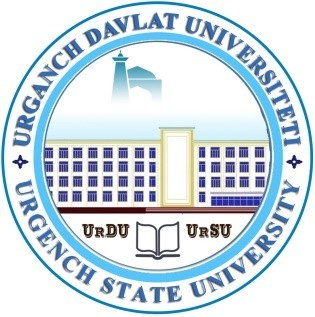 URGANCH DAVLAT UNIVERSITETI
UrDU UrSU
URGENCH STATE UNIVERSITY